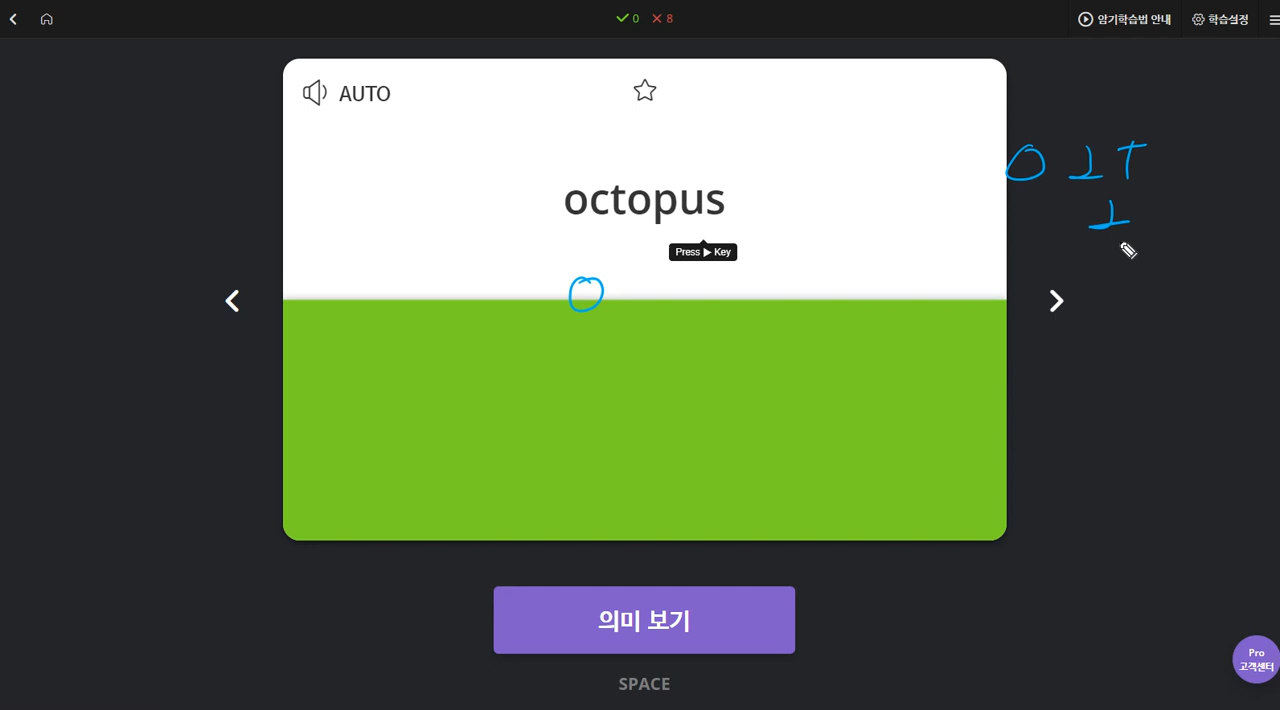 0 8 암기학습법 안내 학습설정
AUTO
octopus
Press ▶ Key
의미 보기
SPACE
Pro
고객센터